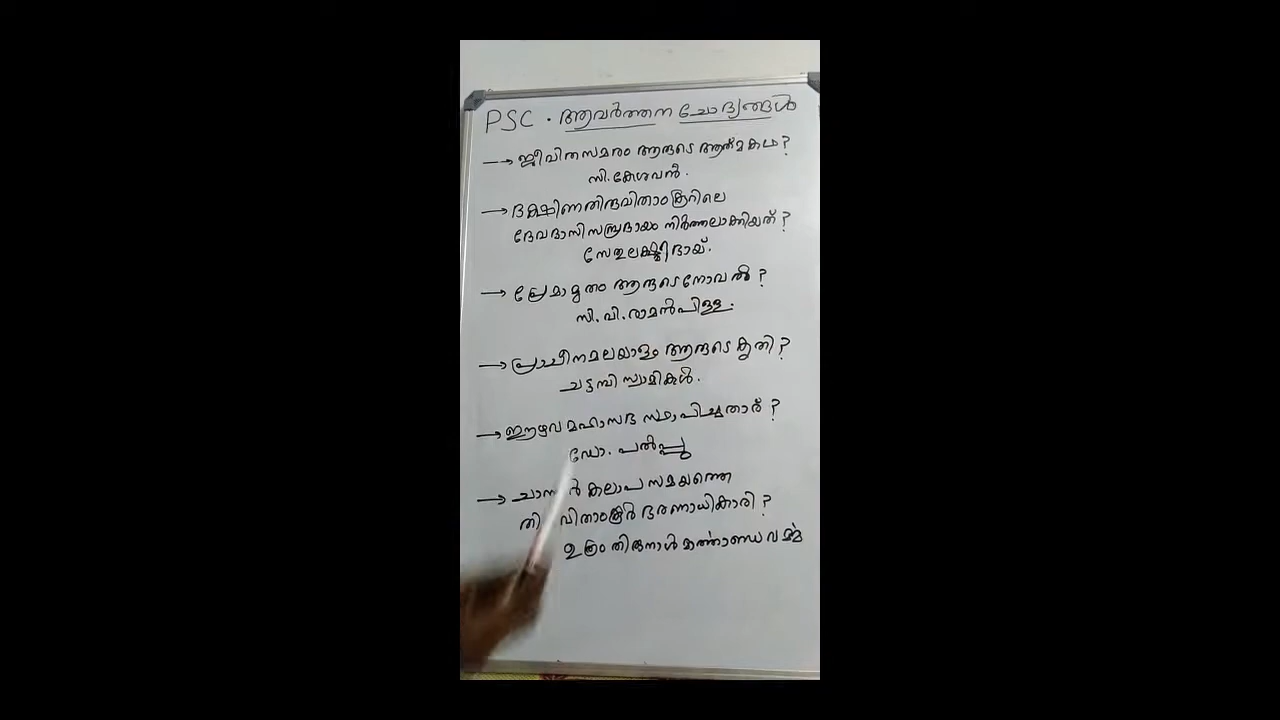 PSC • ആവർത്തന ചോദ്യങ്ങൾ
→ ജീവിതസമരം ആരുടെ ആത്മകഥ?
സി. കേശവൻ.
→ ദക്ഷിണതിരുവിതാംകൂറിലെ
ദേവദാസിസമ്പ്രദായം നിർത്തലാക്കിയത്?
സേതുലക്ഷ്മിഭായ്.
→ പ്രേമാമൃതം ആരുടെ നോവൽ?
സി. വി. രാമൻപിള്ള.
→ പ്രാചീനമലയാളം ആരുടെ കൃതി?
ചട്ടമ്പി സ്വാമികൾ.
→ ഈഴവ മഹാസഭ സ്ഥാപിച്ചതാര്?
ഡോ. പൽപ്പു
→ കലാപ സമയത്തെ
ഭരണാധികാരി?
ഉത്രം തിരുനാൾ മാർത്താണ്ഡ വർമ്മ